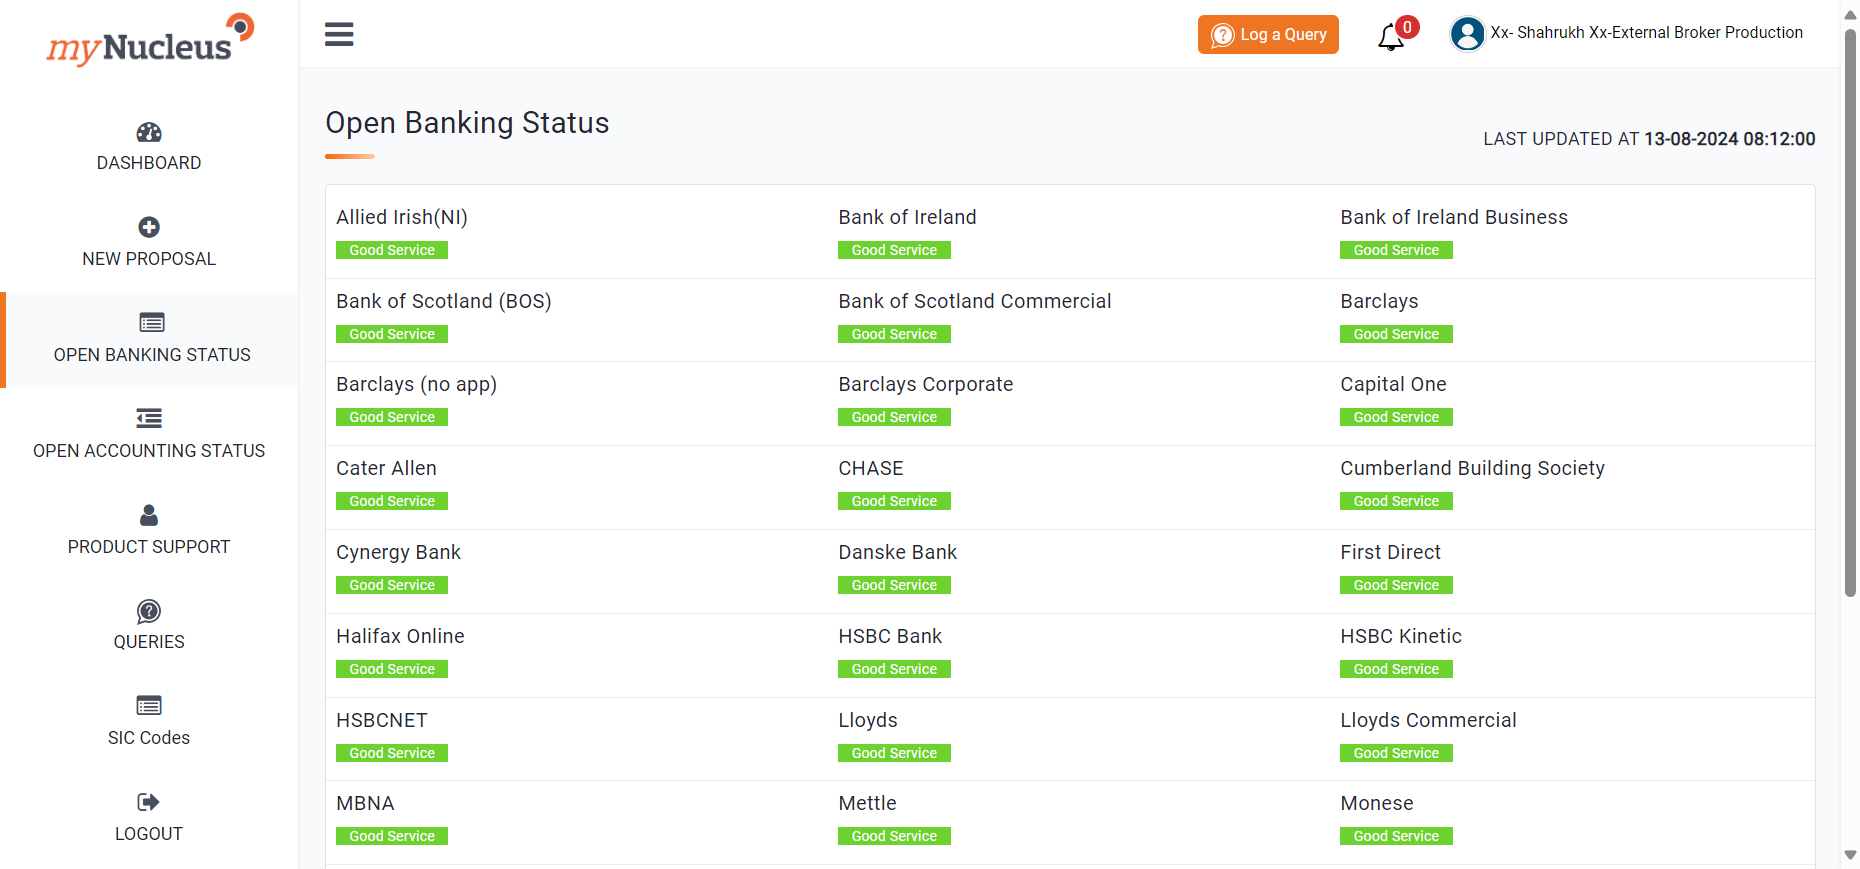 myNucleus
Log a Query
0
Xx- Shahrukh Xx-External Broker Production
DASHBOARD
NEW PROPOSAL
OPEN BANKING STATUS
OPEN ACCOUNTING STATUS
PRODUCT SUPPORT
QUERIES
SIC Codes
LOGOUT
Open Banking Status
LAST UPDATED AT 13-08-2024 08:12:00
Allied Irish(NI)
Good Service
Bank of Ireland
Good Service
Bank of Ireland Business
Good Service
Bank of Scotland (BOS)
Good Service
Bank of Scotland Commercial
Good Service
Barclays
Good Service
Barclays (no app)
Good Service
Barclays Corporate
Good Service
Capital One
Good Service
Cater Allen
Good Service
CHASE
Good Service
Cumberland Building Society
Good Service
Cynergy Bank
Good Service
Danske Bank
Good Service
First Direct
Good Service
Halifax Online
Good Service
HSBC Bank
Good Service
HSBC Kinetic
Good Service
HSBCNET
Good Service
Lloyds
Good Service
Lloyds Commercial
Good Service
MBNA
Good Service
Mettle
Good Service
Monese
Good Service